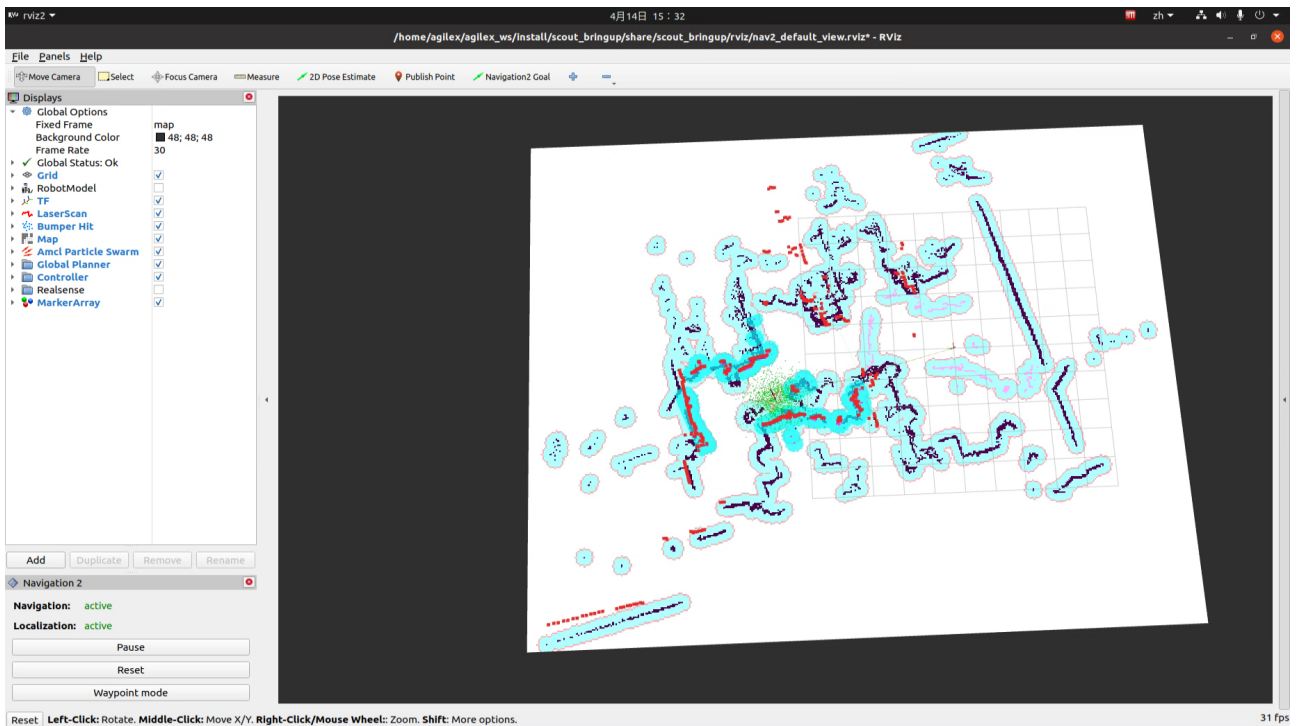 rviz2
4月14日 15：32
zh
/home/agilex/agilex_ws/install/scout_bringup/share/scout_bringup/rviz/nav2_default_view.rviz* - RViz
File Panels Help
Move Camera Select Focus Camera Measure 2D Pose Estimate Publish Point Navigation2 Goal
Displays
Global Options
Fixed Frame map
Background Color 48; 48; 48
Frame Rate 30
Global Status: Ok
Grid
RobotModel
TF
LaserScan
Bumper Hit
Map
Amcl Particle Swarm
Global Planner
Controller
Realsense
MarkerArray
Add Duplicate Remove Rename
Navigation 2
Navigation: active
Localization: active
Pause
Reset
Waypoint mode
Reset Left-Click: Rotate. Middle-Click: Move X/Y. Right-Click/Mouse Wheel:: Zoom. Shift: More options. 31 fps